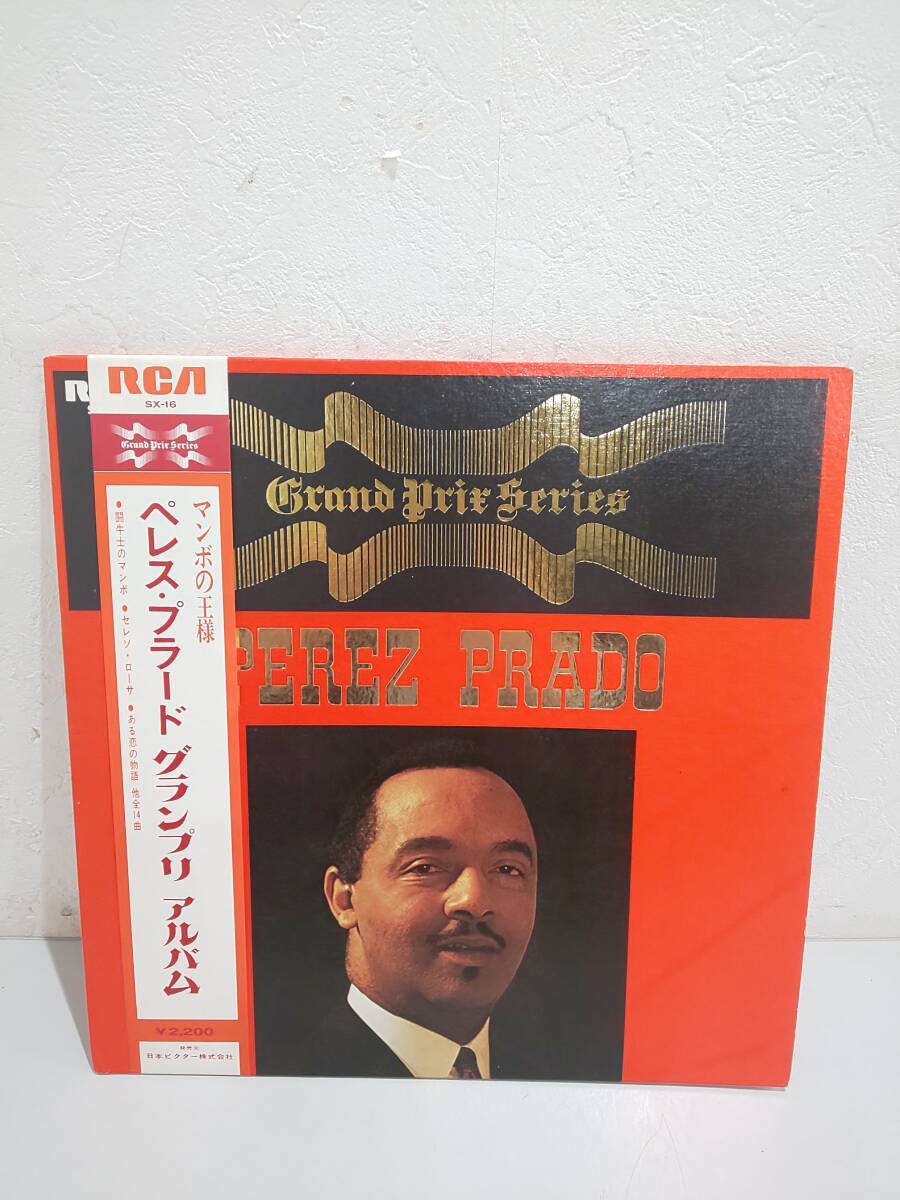 RCA
SX-16
Grand Prix Series
マンボの王様
ペレス・プラード グランプリ アルバム
●闘牛士のマンボ ●セレソ・ローサ ●ある恋の物語 他全14曲
¥2,200
発売元
日本ビクター株式会社
R
Grand Prix Series
PEREZ PRADO